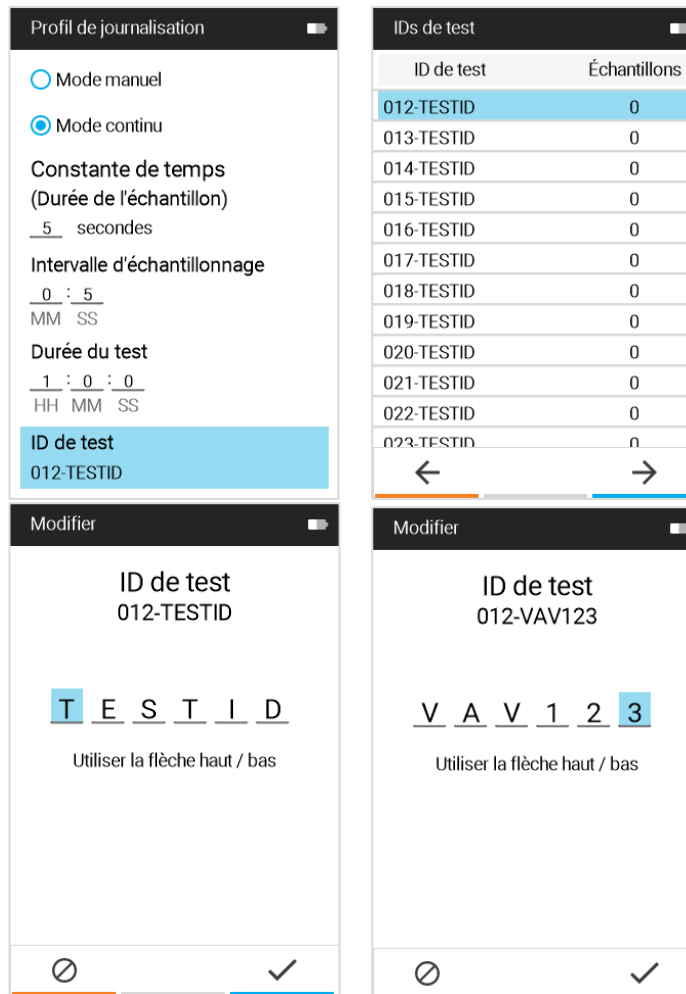 Profil de journalisation
Mode manuel
Mode continu
Constante de temps
(Durée de l'échantillon)
5 secondes
Intervalle d'échantillonnage
0 : 5
MM SS
Durée du test
1 : 0 : 0
HH MM SS
ID de test
012-TESTID
IDs de test
ID de test Échantillons
012-TESTID 0
013-TESTID 0
014-TESTID 0
015-TESTID 0
016-TESTID 0
017-TESTID 0
018-TESTID 0
019-TESTID 0
020-TESTID 0
021-TESTID 0
022-TESTID 0
023-TESTID 0
Modifier
ID de test
012-TESTID
T E S T I D
Utiliser la flèche haut / bas
Modifier
ID de test
012-VAV123
V A V 1 2 3
Utiliser la flèche haut / bas